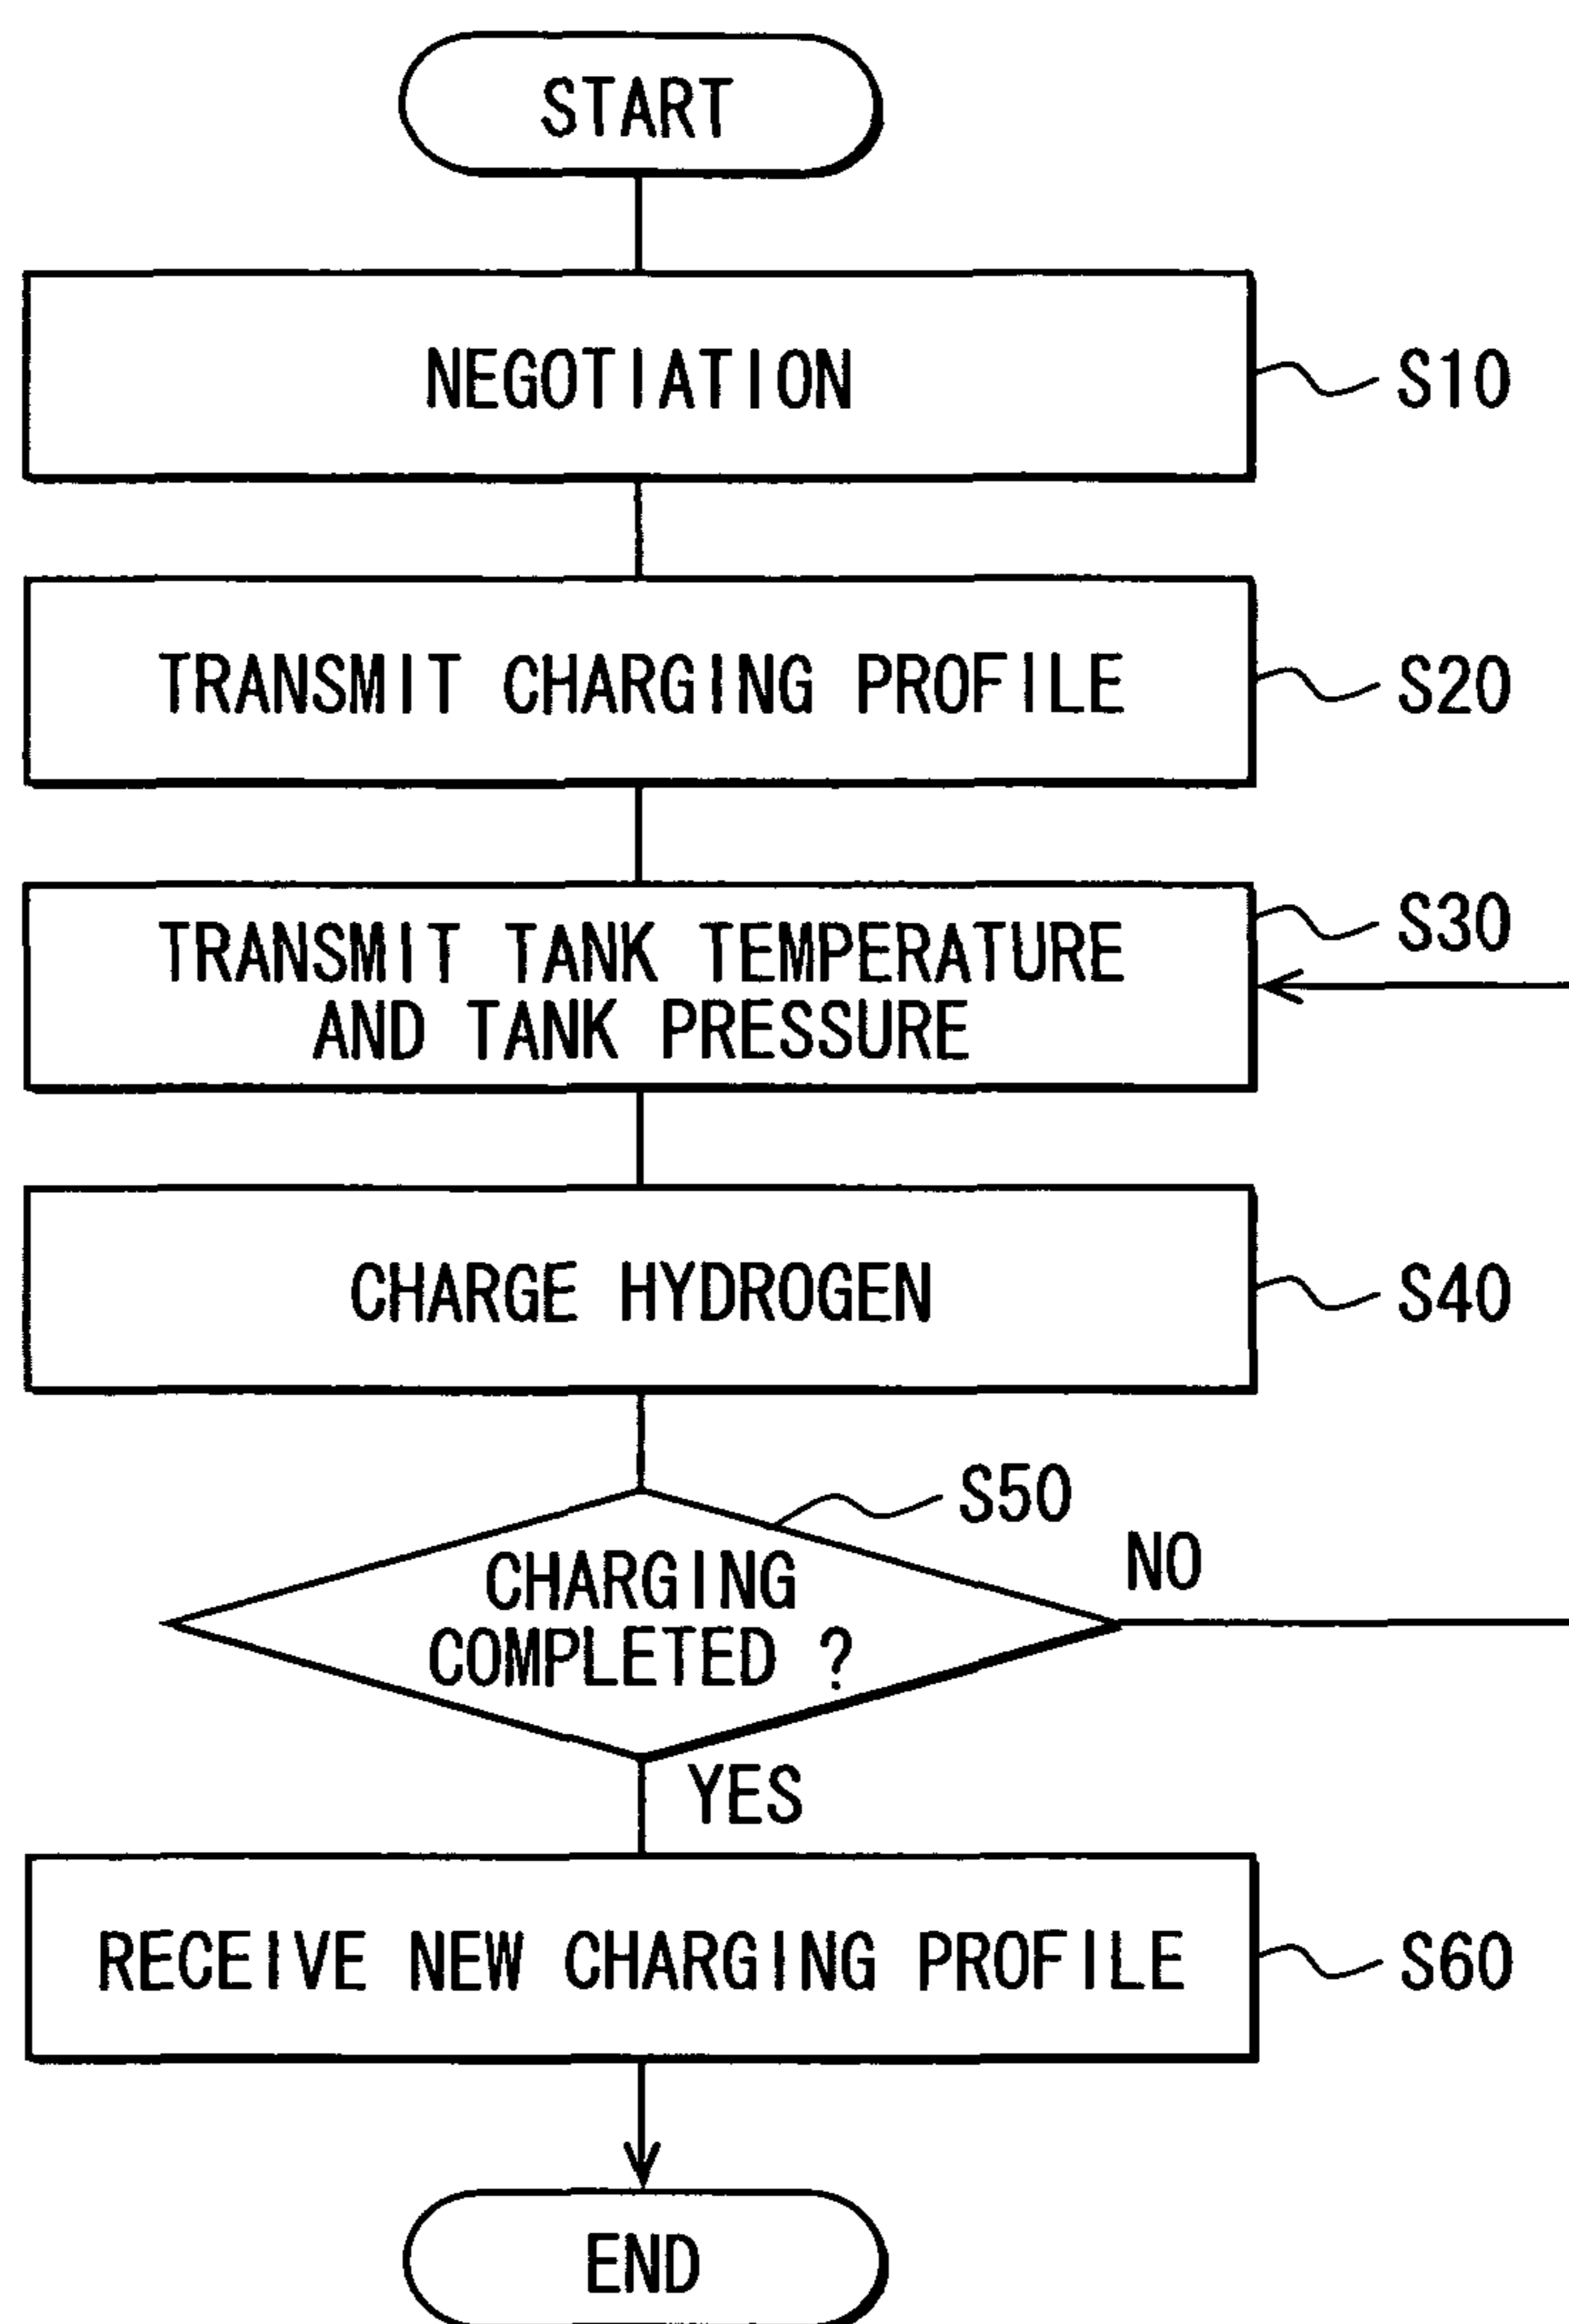 START
NEGOTIATION
S10
TRANSMIT CHARGING PROFILE
S20
TRANSMIT TANK TEMPERATURE
AND TANK PRESSURE
S30
CHARGE HYDROGEN
S40
S50
CHARGING
COMPLETED ?
NO
YES
RECEIVE NEW CHARGING PROFILE
S60
END